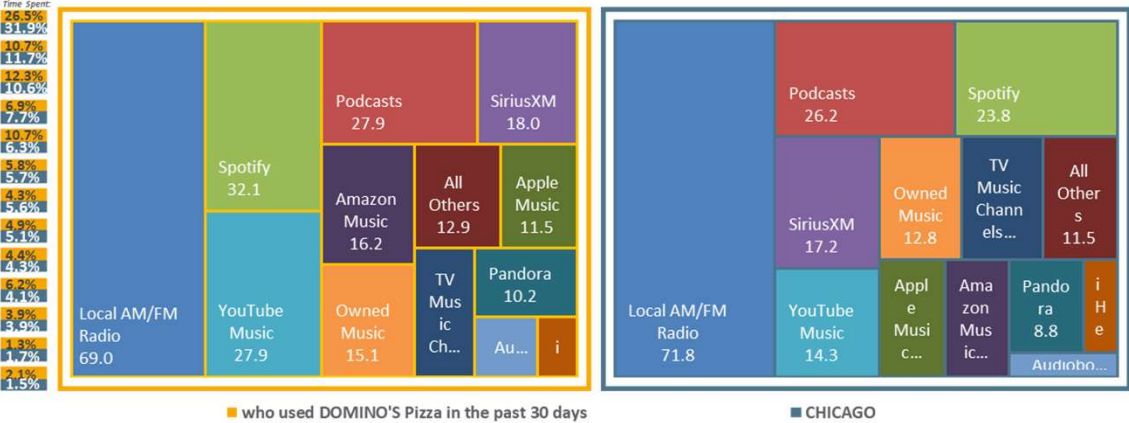 Time Spent:
26.5%
31.9%
10.7%
11.7%
12.3%
10.6%
6.9%
7.7%
10.7%
6.3%
5.8%
5.7%
4.3%
5.6%
4.9%
5.1%
4.4%
4.3%
6.2%
4.1%
3.9%
3.9%
1.3%
1.7%
2.1%
1.5%
Local AM/FM
Radio
69.0
Spotify
32.1
YouTube
Music
27.9
Podcasts
27.9
SiriusXM
18.0
Amazon
Music
16.2
All
Others
12.9
Apple
Music
11.5
Owned
Music
15.1
TV
Mus
ic
Ch...
Pandora
10.2
Au...
i
Local AM/FM
Radio
71.8
Podcasts
26.2
Spotify
23.8
SiriusXM
17.2
Owned
Music
12.8
TV
Music
Chann
els...
All
Other
s
11.5
YouTube
Music
14.3
Appl
e
Musi
c...
Ama
zon
Mus
ic...
Pando
ra
8.8
i
H
e
Audiobo...
who used DOMINO'S Pizza in the past 30 days
CHICAGO